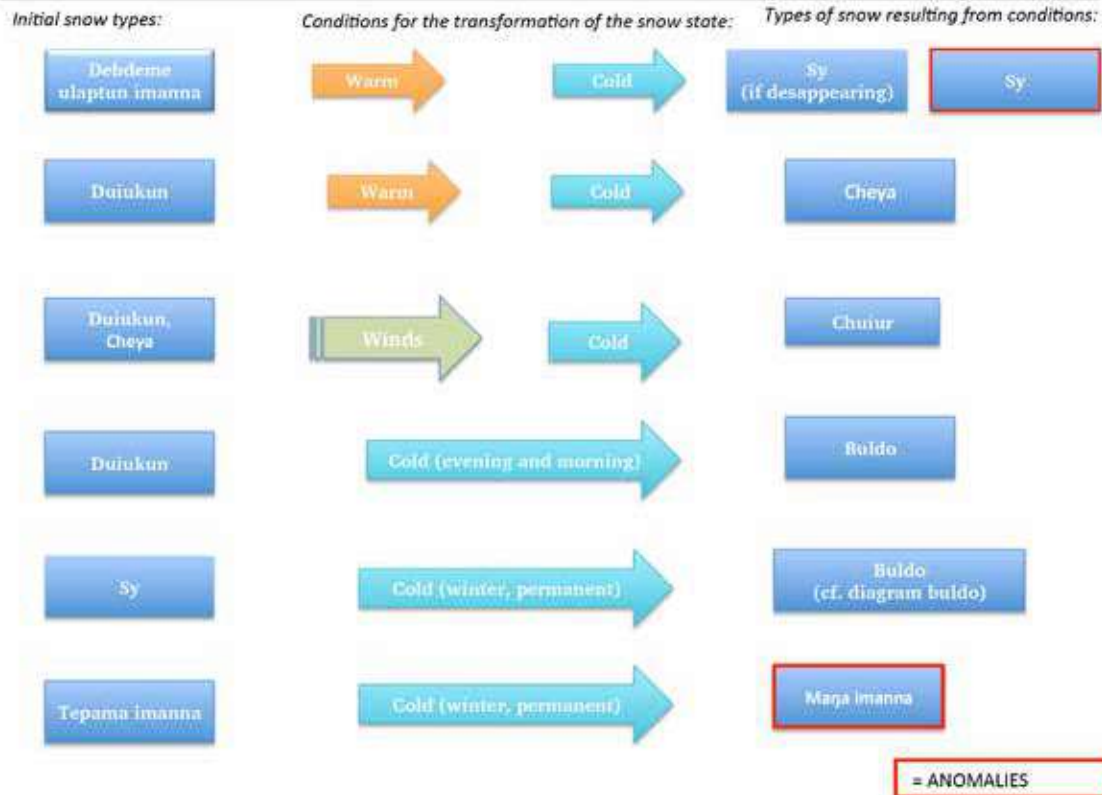 Initial snow types:
Conditions for the transformation of the snow state:
Types of snow resulting from conditions:
Debdeme
ulaptun imanna
Warm
Cold
Sy
(if desappearing)
Sy
Duiukun
Warm
Cold
Cheya
Duiukun,
Cheya
Winds
Cold
Chuiur
Duiukun
Cold (evening and morning)
Buldo
Sy
Cold (winter, permanent)
Buldo
(cf. diagram buldo)
Tepama imanna
Cold (winter, permanent)
Maŋa imanna
= ANOMALIES